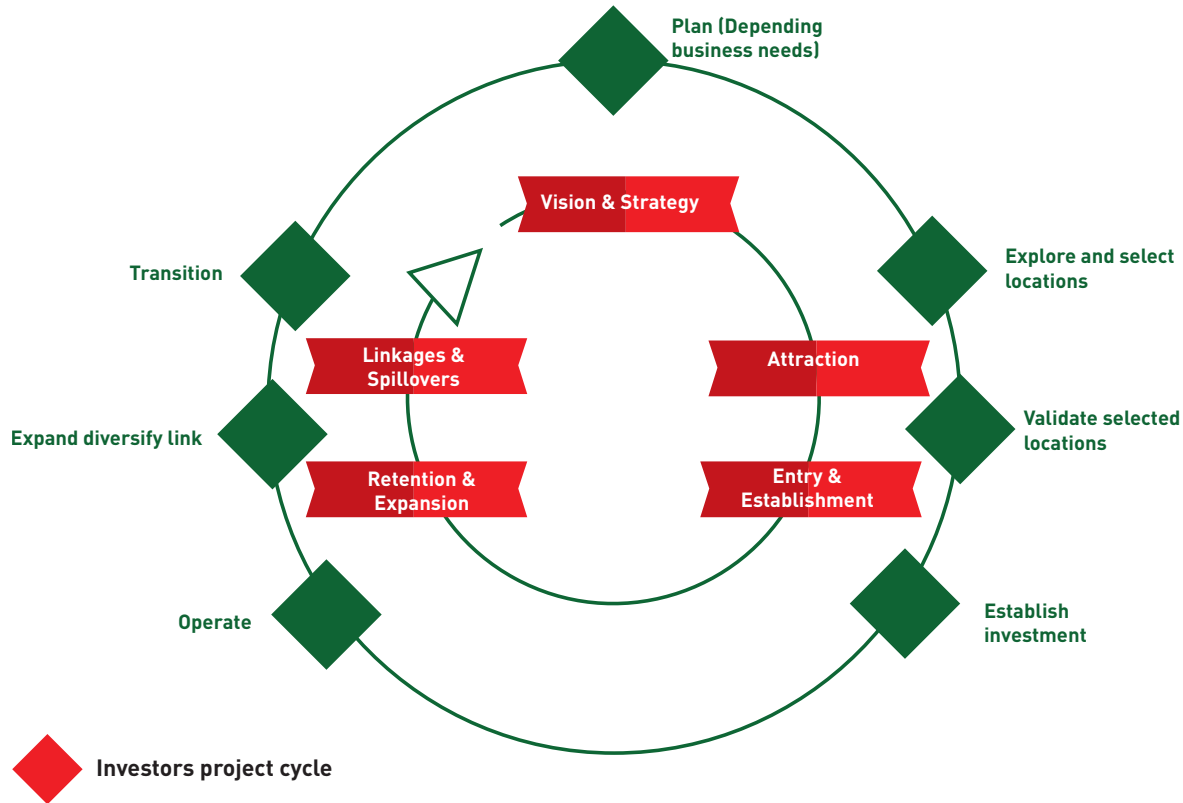 Plan (Depending
business needs)
Vision & Strategy
Transition
Explore and select
locations
Linkages &
Spillovers
Attraction
Expand diversify link
Validate selected
locations
Retention &
Expansion
Entry &
Establishment
Operate
Establish
investment
Investors project cycle